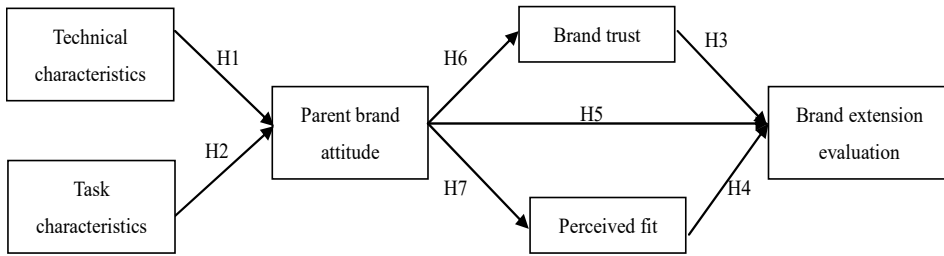 Technical
characteristics
H1
Task
characteristics
H2
Parent brand
attitude
H6
Brand trust
H3
H5
H7
Perceived fit
H4
Brand extension
evaluation